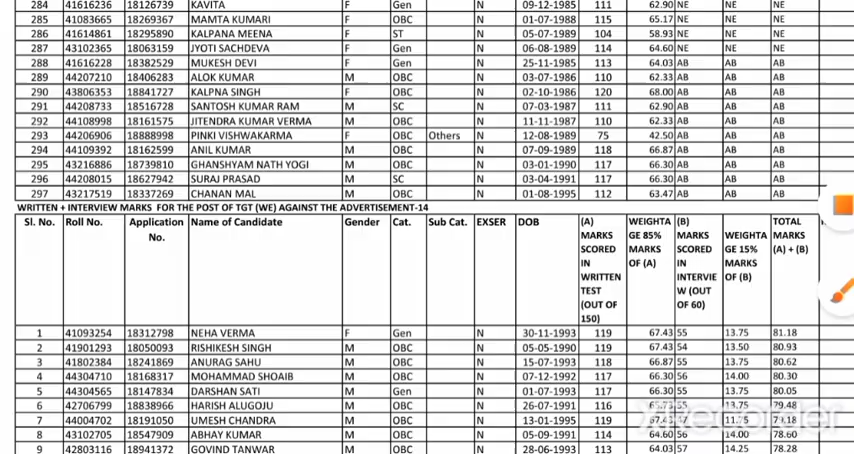 284 41616236 18126739 KAVITA F Gen N 09-12-1985 111 62.90 NE NE NE
285 41083665 18269367 MAMTA KUMARI F OBC N 01-07-1988 115 65.17 NE NE NE
286 41614861 18295890 KALPANA MEENA F ST N 05-07-1989 104 58.93 NE NE NE
287 43102365 18063159 JYOTI SACHDEVA F Gen N 06-08-1989 114 64.60 NE NE NE
288 41616228 18382529 MUKESH DEVI F Gen N 25-11-1985 113 64.03 AB AB AB
289 44207210 18406283 ALOK KUMAR M OBC N 03-07-1986 110 62.33 AB AB AB
290 43806353 18841727 KALPNA SINGH F OBC N 02-10-1986 120 68.00 AB AB AB
291 44208733 18516728 SANTOSH KUMAR RAM M SC N 07-03-1987 111 62.90 AB AB AB
292 44108998 18161575 JITENDRA KUMAR VERMA M OBC N 11-11-1987 110 62.33 AB AB AB
293 44206906 18888998 PINKI VISHWAKARMA F OBC Others N 12-08-1989 75 42.50 AB AB AB
294 44109392 18162599 ANIL KUMAR M OBC N 07-09-1989 118 66.87 AB AB AB
295 43216886 18739810 GHANSHYAM NATH YOGI M OBC N 03-01-1990 117 66.30 AB AB AB
296 44208015 18627942 SURAJ PRASAD M SC N 03-04-1991 117 66.30 AB AB AB
297 43217519 18337269 CHANAN MAL M OBC N 01-08-1995 112 63.47 AB AB AB
WRITTEN + INTERVIEW MARKS FOR THE POST OF TGT (WE) AGAINST THE ADVERTISEMENT-14
Sl. No. Roll No. Application No. Name of Candidate Gender Cat. Sub Cat. EXSER DOB (A) MARKS SCORED IN WRITTEN TEST (OUT OF 150) WEIGHTA GE 85% MARKS OF (A) (B) MARKS SCORED IN INTERVIE W (OUT OF 60) WEIGHTA GE 15% MARKS OF (B) TOTAL MARKS (A) + (B)
1 41093254 18312798 NEHA VERMA F Gen N 30-11-1993 119 67.43 55 13.75 81.18
2 41901293 18050093 RISHIKESH SINGH M OBC N 05-05-1990 119 67.43 54 13.50 80.93
3 41802384 18241869 ANURAG SAHU M OBC N 15-07-1993 118 66.87 55 13.75 80.62
4 44304710 18168317 MOHAMMAD SHOAIB M OBC N 07-12-1992 117 66.30 56 14.00 80.30
5 44304565 18147834 DARSHAN SATI M Gen N 01-07-1993 117 66.30 55 13.75 80.05
6 42706799 18838966 HARISH ALUGOJU M OBC N 26-07-1991 116 65.73 55 13.75 79.48
7 44004702 18191050 UMESH CHANDRA M OBC N 13-01-1995 119 67.43 47 11.75 79.18
8 43102705 18547909 ABHAY KUMAR M OBC N 05-09-1991 114 64.60 56 14.00 78.60
9 42803116 18941372 GOVIND TANWAR M OBC N 28-06-1993 113 64.03 57 14.25 78.28
XRecorder